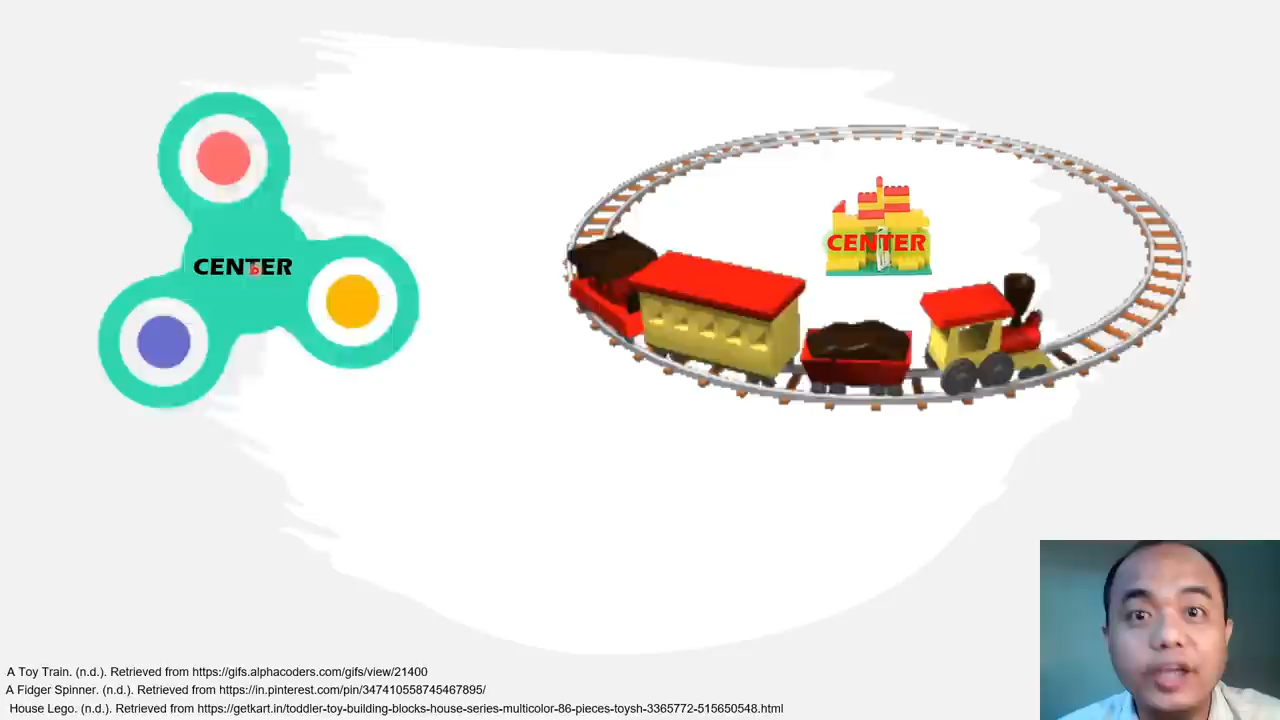 CENTER
CENTER
A Toy Train. (n.d.). Retrieved from https://gifs.alphacoders.com/gifs/view/21400
A Fidger Spinner. (n.d.). Retrieved from https://in.pinterest.com/pin/347410558745467895/
House Lego. (n.d.). Retrieved from https://getkart.in/toddler-toy-building-blocks-house-series-multicolor-86-pieces-toysh-3365772-515650548.html